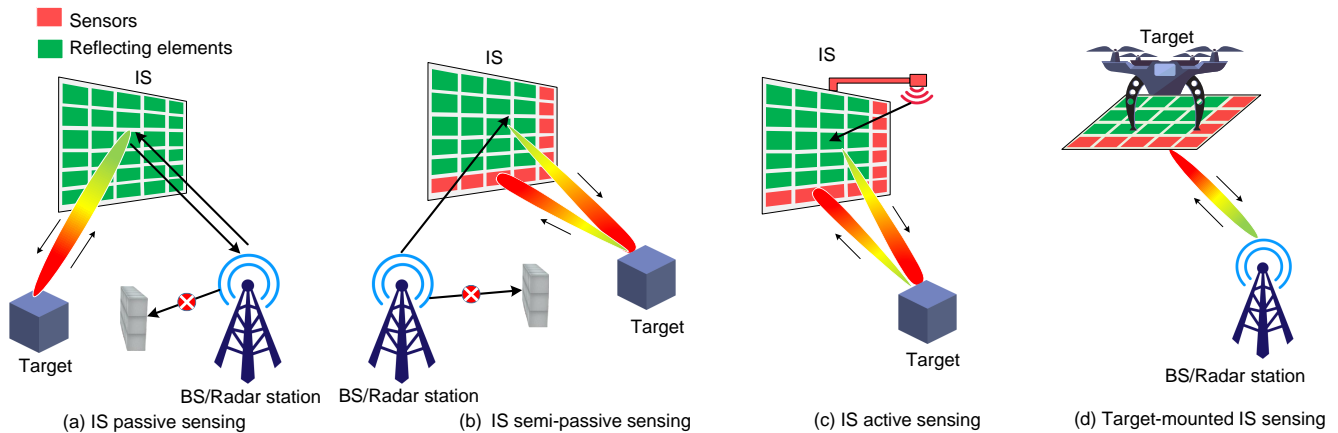 Sensors
Reflecting elements
IS
Target
BS/Radar station
(a) IS passive sensing
IS
BS/Radar station
Target
(b) IS semi-passive sensing
IS
Target
(c) IS active sensing
Target
BS/Radar station
(d) Target-mounted IS sensing